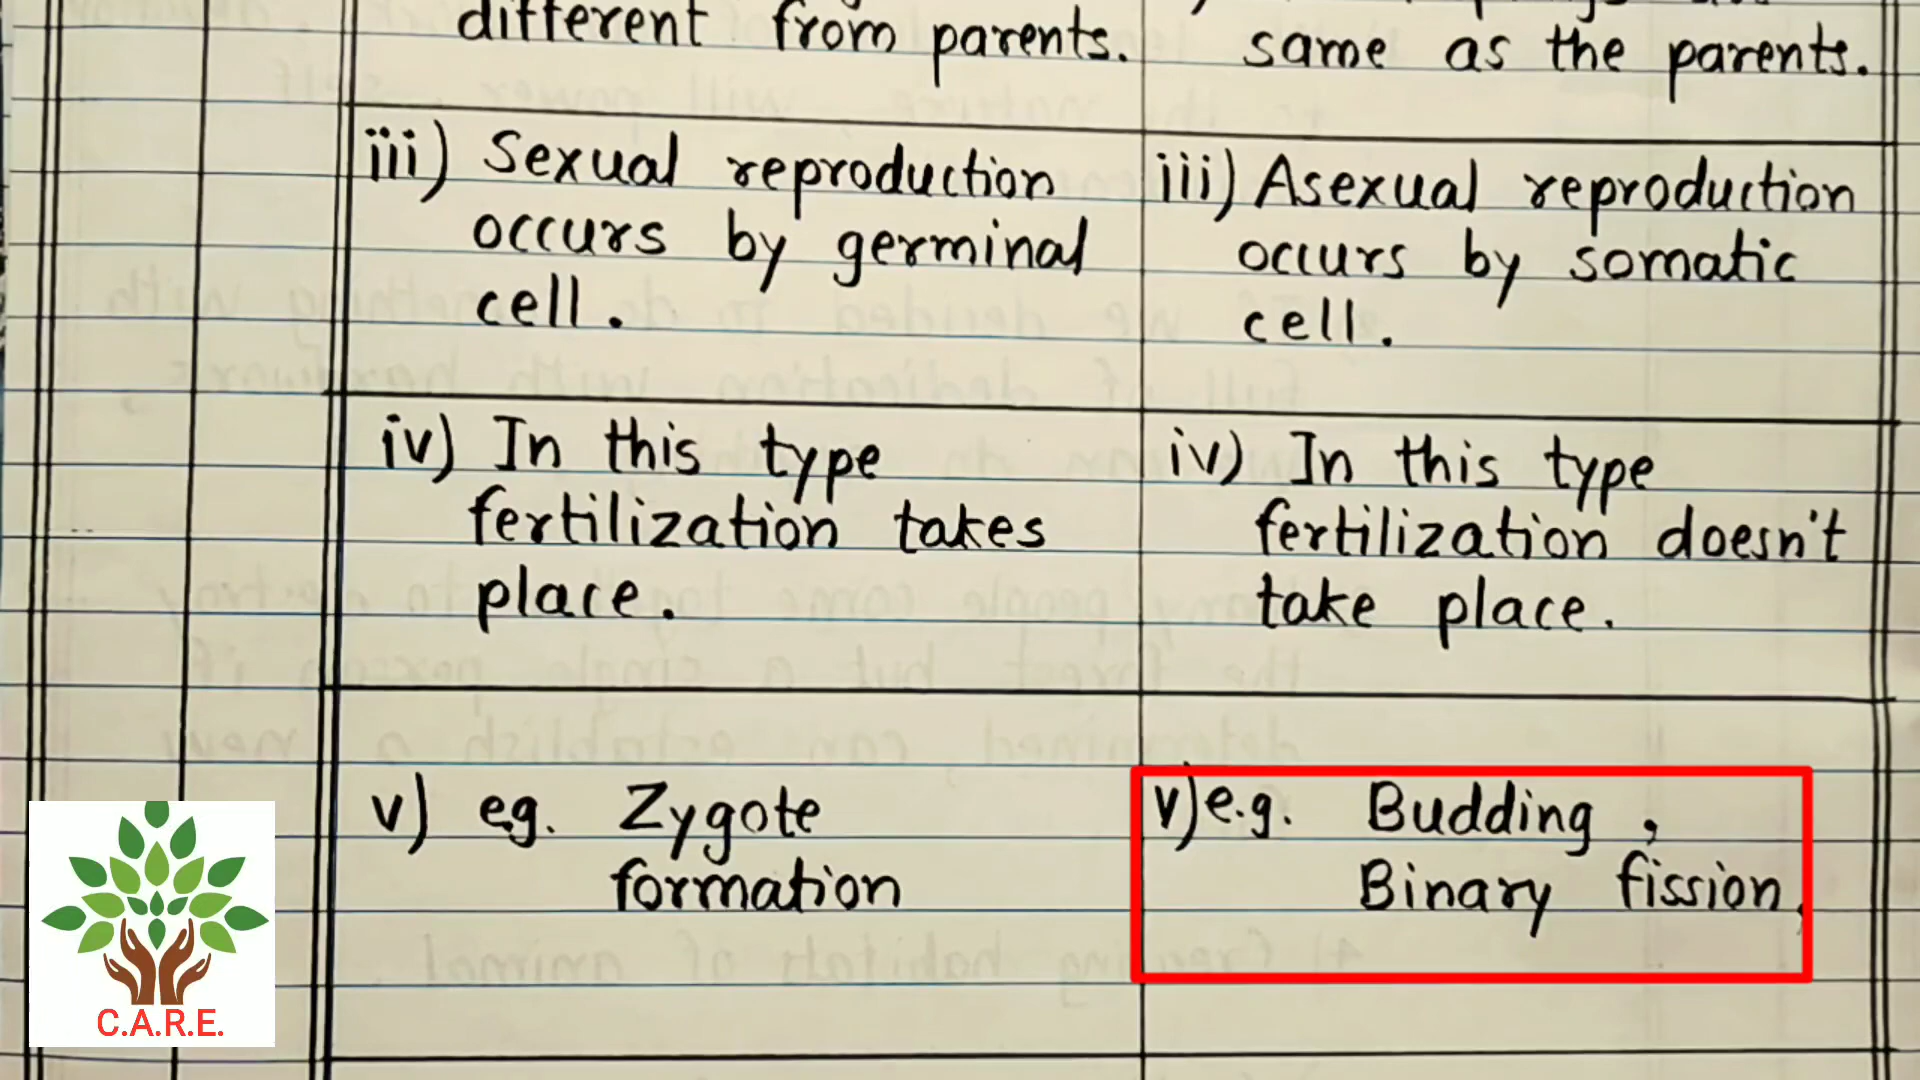 different from parents.
same as the parents.
iii) Sexual reproduction
occurs by germinal
cell.
iii) Asexual reproduction
occurs by somatic
cell.
iv) In this type
fertilization takes
place.
iv) In this type
fertilization doesn't
take place.
v) eg. Zygote
formation
v) e.g. Budding,
Binary fission,
C.A.R.E.